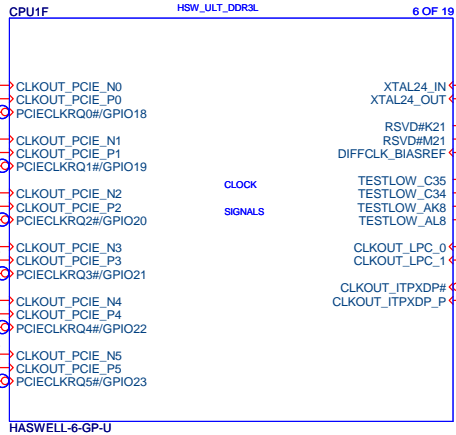 CPU1F HSW_ULT_DDR3L 6 OF 19
CLKOUT_PCIE_N0 XTAL24_IN
CLKOUT_PCIE_P0 XTAL24_OUT
PCIECLKRQ0#/GPIO18
RSVD#K21
CLKOUT_PCIE_N1 RSVD#M21
CLKOUT_PCIE_P1 DIFFCLK_BIASREF
PCIECLKRQ1#/GPIO19
TESTLOW_C35
CLKOUT_PCIE_N2 CLOCK TESTLOW_C34
CLKOUT_PCIE_P2 SIGNALS TESTLOW_AK8
PCIECLKRQ2#/GPIO20 TESTLOW_AL8
CLKOUT_PCIE_N3 CLKOUT_LPC_0
CLKOUT_PCIE_P3 CLKOUT_LPC_1
PCIECLKRQ3#/GPIO21
CLKOUT_ITPXDP#
CLKOUT_PCIE_N4 CLKOUT_ITPXDP_P
CLKOUT_PCIE_P4
PCIECLKRQ4#/GPIO22
CLKOUT_PCIE_N5
CLKOUT_PCIE_P5
PCIECLKRQ5#/GPIO23
HASWELL-6-GP-U